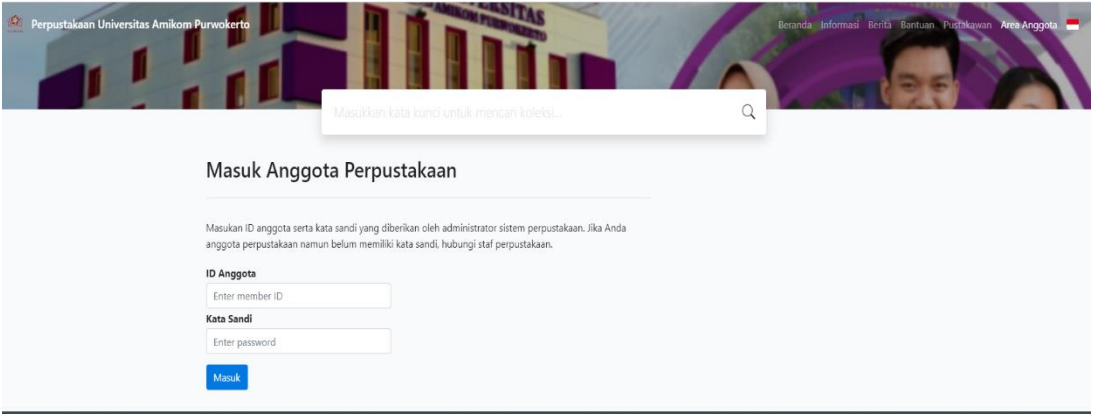 Perpustakaan Universitas Amikom Purwokerto
Beranda Informasi Berita Bantuan Pustakawan Area Anggota
AMIKOM PURWOKERTO
Masukkan kata kunci untuk mencari koleksi...
Masuk Anggota Perpustakaan
Masukan ID anggota serta kata sandi yang diberikan oleh administrator sistem perpustakaan. Jika Anda
anggota perpustakaan namun belum memiliki kata sandi, hubungi staf perpustakaan.
ID Anggota
Enter member ID
Kata Sandi
Enter password
Masuk